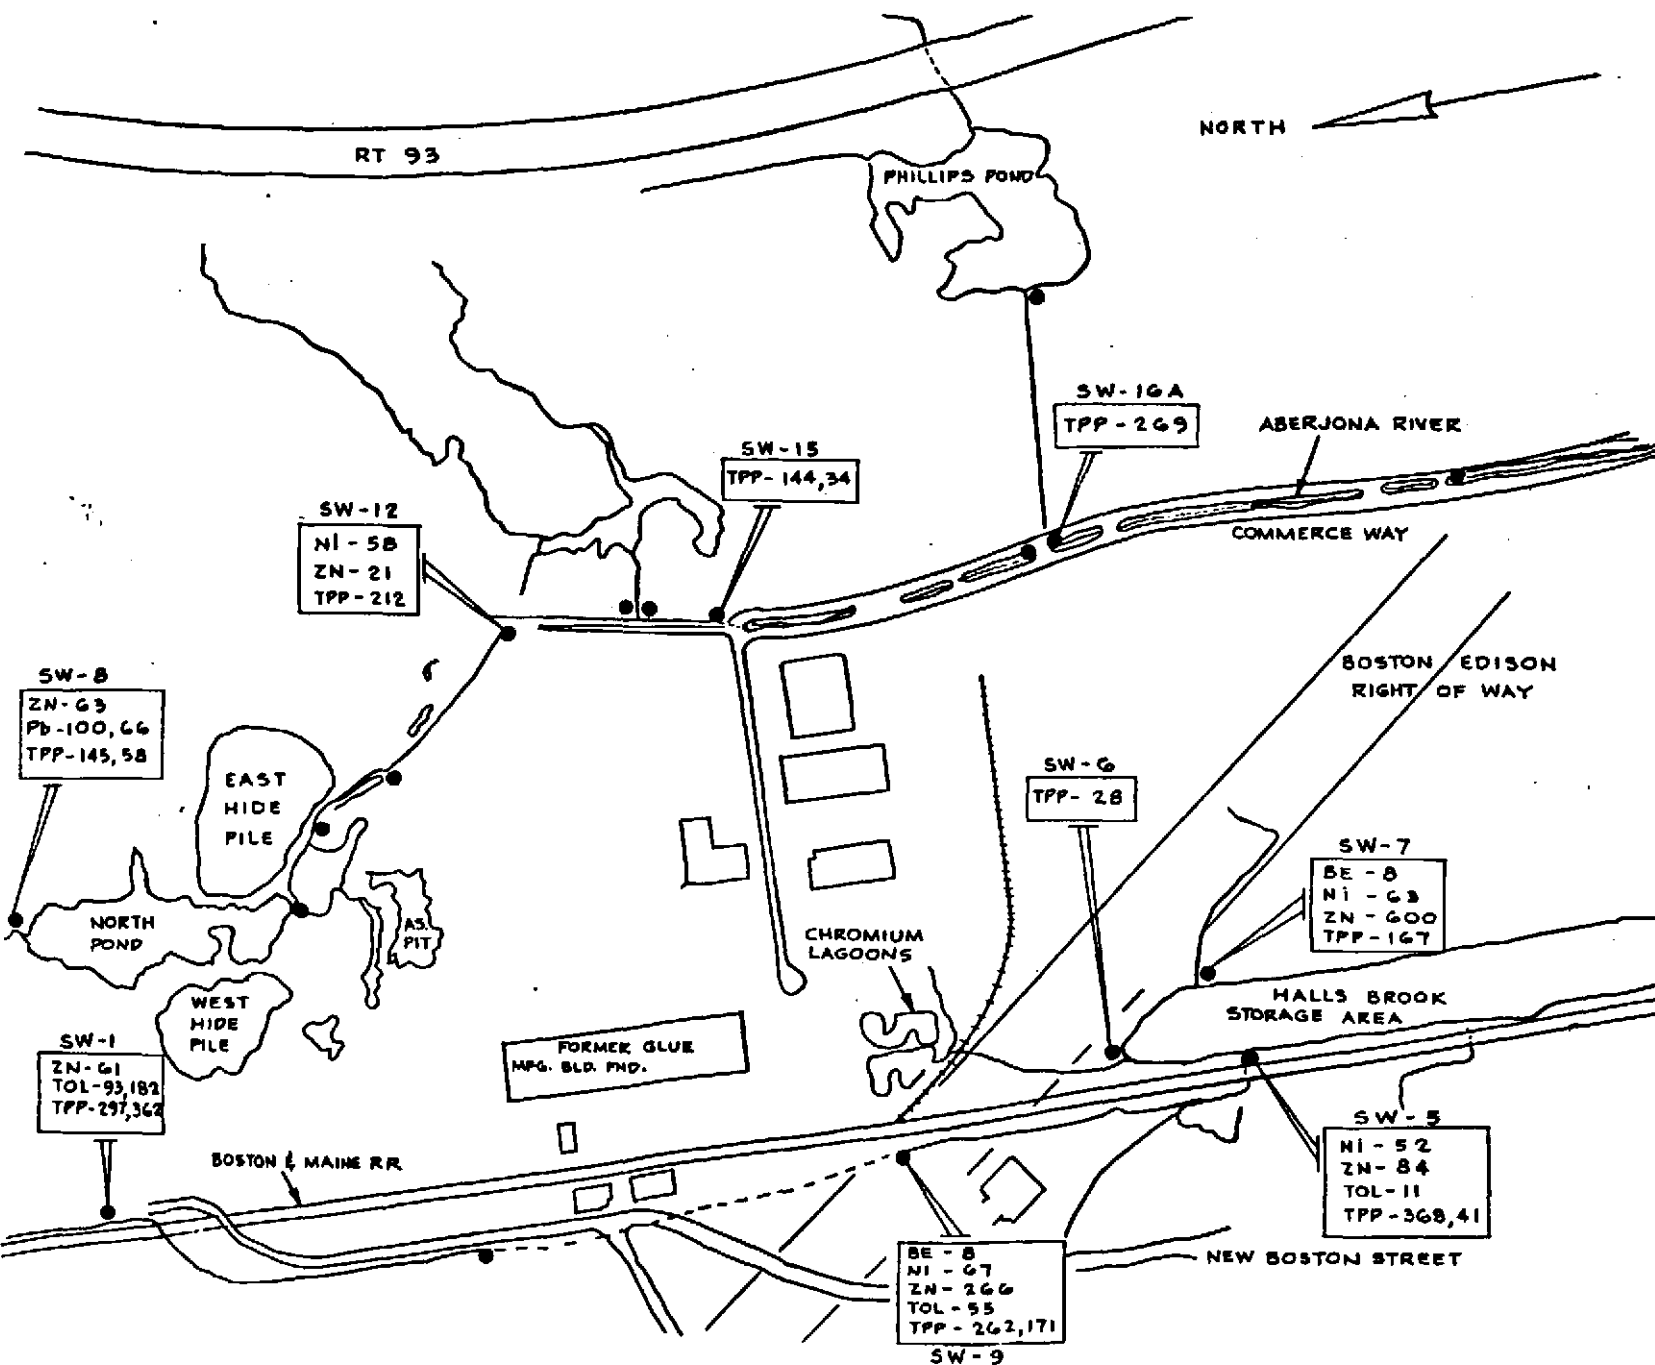 NORTH
RT 93
PHILLIPS POND
SW-16A
TPP - 269
ABERJONA RIVER
SW-15
TPP - 144,34
COMMERCE WAY
SW-12
NI - 58
ZN - 21
TPP - 212
BOSTON EDISON
RIGHT OF WAY
SW-8
ZN - 63
Pb - 100, 66
TPP - 145, 58
EAST
HIDE
PILE
SW-6
TPP - 28
SW-7
BE - 8
Ni - 63
ZN - 600
TPP - 167
NORTH
POND
AS.
PIT
CHROMIUM
LAGOONS
WEST
HIDE
PILE
HALLS BROOK
STORAGE AREA
SW-1
ZN - 61
TOL - 93,182
TPP - 297,362
FORMER GLUE
MFG. BLD. FND.
SW-5
NI - 52
ZN - 84
TOL - 11
TPP - 368,41
BOSTON & MAINE RR
BE - 8
NI - 67
ZN - 266
TOL - 55
TPP - 262,171
SW-9
NEW BOSTON STREET